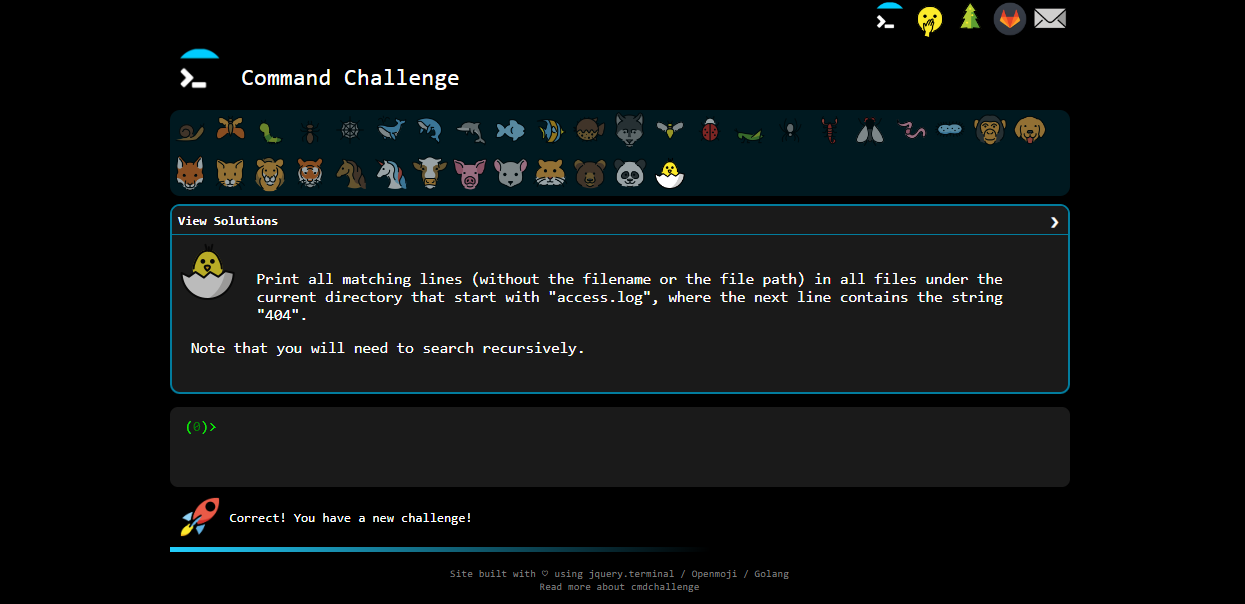 Command Challenge
View Solutions
Print all matching lines (without the filename or the file path) in all files under the
current directory that start with "access.log", where the next line contains the string
"404".
Note that you will need to search recursively.
(0)>
Correct! You have a new challenge!
Site built with ♡ using jquery.terminal / Openmoji / Golang
Read more about cmdchallenge